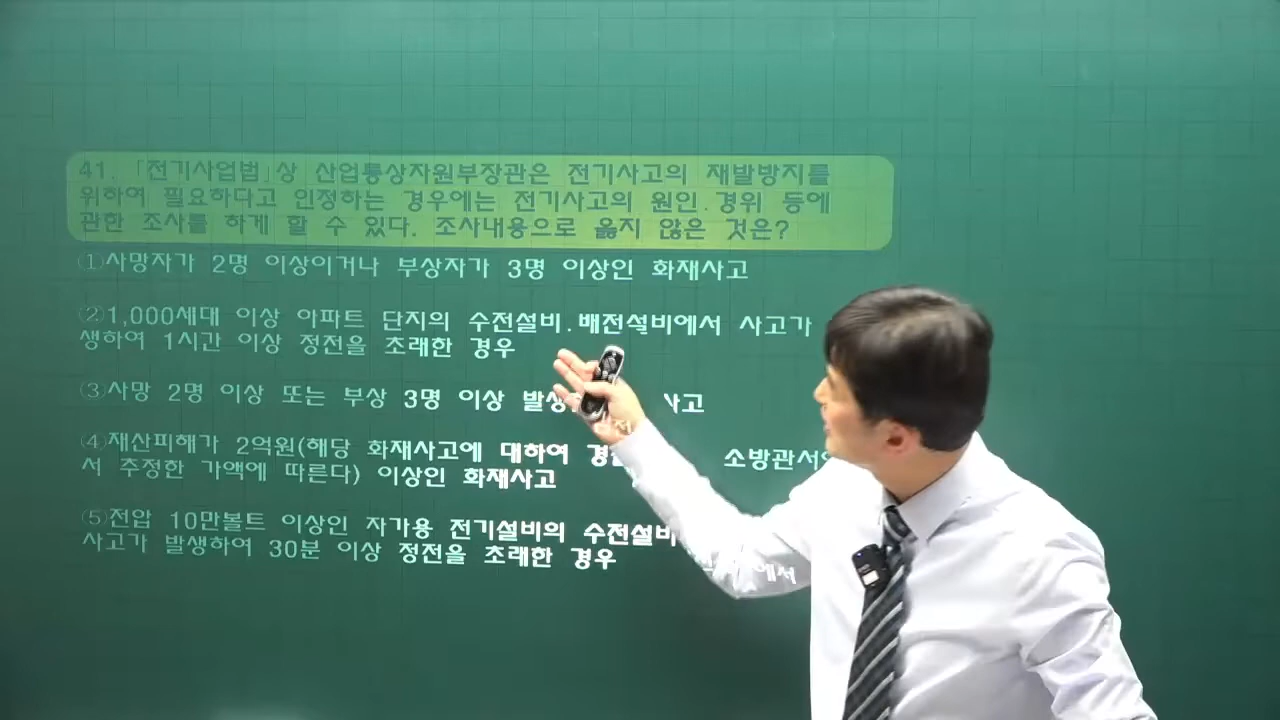 41. 「전기사업법」상 산업통상자원부장관은 전기사고의 재발방지를
위하여 필요하다고 인정하는 경우에는 전기사고의 원인.경위 등에
관한 조사를 하게 할 수 있다. 조사내용으로 옳지 않은 것은?
①사망자가 2명 이상이거나 부상자가 3명 이상인 화재사고
②1,000세대 이상 아파트 단지의 수전설비.배전설비에서 사고가
생하여 1시간 이상 정전을 초래한 경우
③사망 2명 이상 또는 부상 3명 이상
④재산피해가 2억원(해당 화재사고에 대하여 소방관서
서 추정한 가액에 따른다) 이상인 화재사고
⑤전압 10만볼트 이상인 자가용 전기설비의 수전설비 에서
사고가 발생하여 30분 이상 정전을 초래한 경우